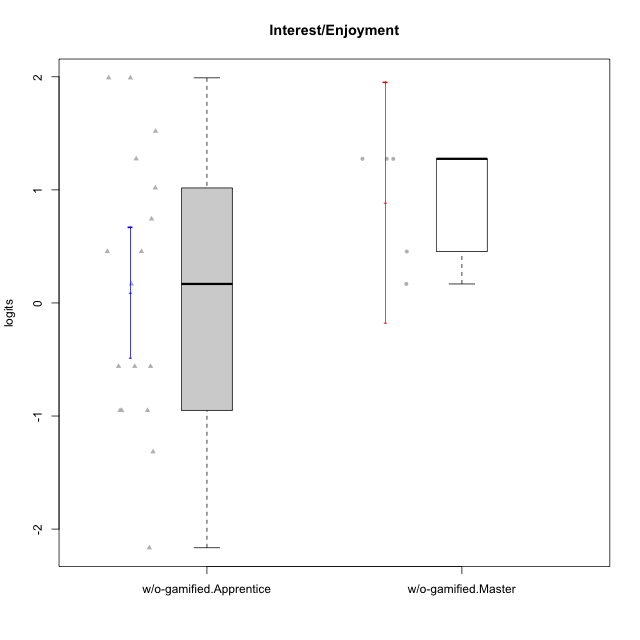 Interest/Enjoyment
logits
2
1
0
-1
-2
w/o-gamified.Apprentice
w/o-gamified.Master